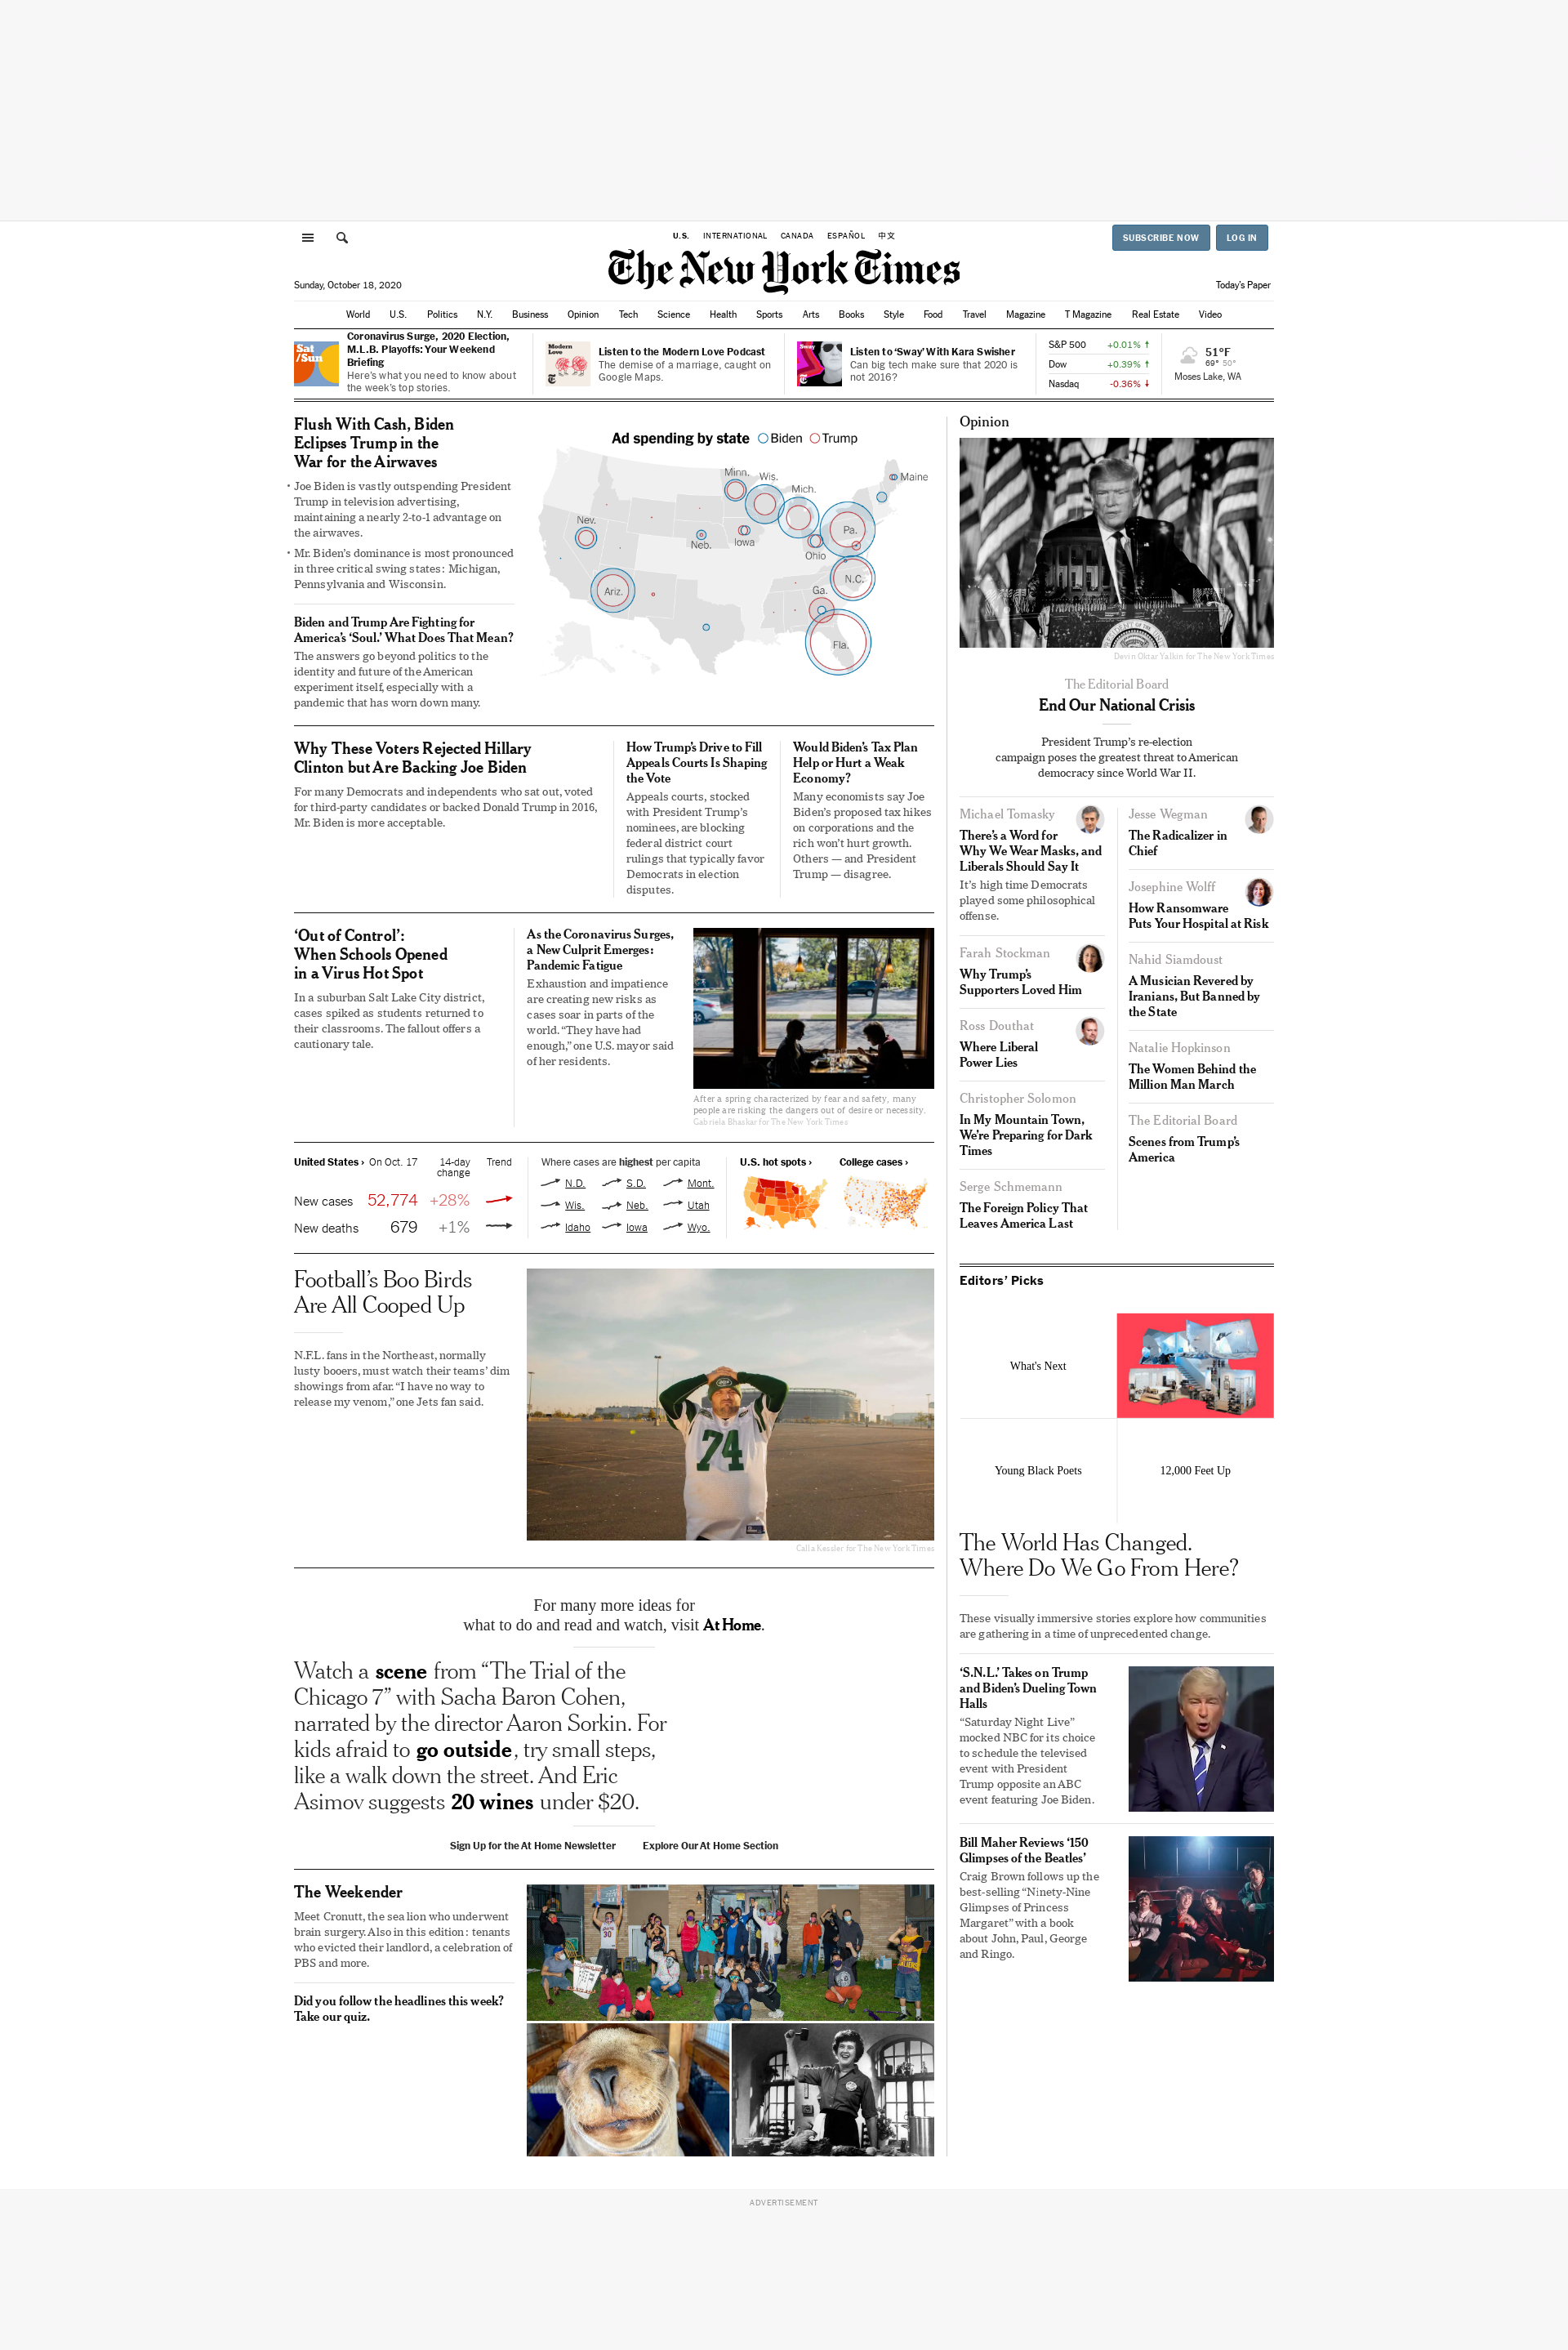 U.S. INTERNATIONAL CANADA ESPAÑOL 中文
SUBSCRIBE NOW LOG IN
The New York Times
Sunday, October 18, 2020
Today's Paper
World U.S. Politics N.Y. Business Opinion Tech Science Health Sports Arts Books Style Food Travel Magazine T Magazine Real Estate Video
Sat
/Sun
Coronavirus Surge, 2020 Election,
M.L.B. Playoffs: Your Weekend
Briefing
Here's what you need to know about
the week's top stories.
Modern
Love
Listen to the Modern Love Podcast
The demise of a marriage, caught on
Google Maps.
Sway
Listen to ‘Sway’ With Kara Swisher
Can big tech make sure that 2020 is
not 2016?
S&P 500 +0.01%
Dow +0.39%
Nasdaq -0.36%
51°F
69° 50°
Moses Lake, WA
Flush With Cash, Biden
Eclipses Trump in the
War for the Airwaves
• Joe Biden is vastly outspending President
Trump in television advertising,
maintaining a nearly 2-to-1 advantage on
the airwaves.
• Mr. Biden's dominance is most pronounced
in three critical swing states: Michigan,
Pennsylvania and Wisconsin.
Biden and Trump Are Fighting for
America's ‘Soul.’ What Does That Mean?
The answers go beyond politics to the
identity and future of the American
experiment itself, especially with a
panorama that has worn down many.
Ad spending by state Biden Trump
Minn.
Wis.
Mich.
Maine
Nev.
Neb.
Iowa
Ohio
Pa.
N.C.
Ariz.
Ga.
Fla.
Why These Voters Rejected Hillary
Clinton but Are Backing Joe Biden
For many Democrats and independents who sat out, voted
for third-party candidates or backed Donald Trump in 2016,
Mr. Biden is more acceptable.
How Trump's Drive to Fill
Appeals Courts Is Shaping
the Vote
Appeals courts, stocked
with President Trump's
nominees, are blocking
federal district court
rulings that typically favor
Democrats in election
disputes.
Would Biden's Tax Plan
Help or Hurt a Weak
Economy?
Many economists say Joe
Biden's proposed tax hikes
on corporations and the
rich won't hurt growth.
Others — and President
Trump — disagree.
‘Out of Control’:
When Schools Opened
in a Virus Hot Spot
In a suburban Salt Lake City district,
cases spiked as students returned to
their classrooms. The fallout offers a
cautionary tale.
As the Coronavirus Surges,
a New Culprit Emerges:
Pandemic Fatigue
Exhaustion and impatience
are creating new risks as
cases soar in parts of the
world. “They have had
enough,” one U.S. mayor said
of her residents.
After a spring characterized by fear and safety, many
people are risking the dangers out of desire or necessity.
Gabriela Bhaskar for The New York Times
United States › On Oct. 17 14-day
change Trend
New cases 52,774 +28%
New deaths 679 +1%
Where cases are highest per capita
N.D. S.D. Mont.
Wis. Neb. Utah
Idaho Iowa Wyo.
U.S. hot spots › College cases ›
Football's Boo Birds
Are All Cooped Up
N.F.L. fans in the Northeast, normally
lusty booers, must watch their teams' dim
showings from afar. “I have no way to
release my venom,” one Jets fan said.
74
Calla Kessler for The New York Times
For many more ideas for
what to do and read and watch, visit At Home.
Watch a scene from “The Trial of the
Chicago 7” with Sacha Baron Cohen,
narrated by the director Aaron Sorkin. For
kids afraid to go outside, try small steps,
like a walk down the street. And Eric
Asimov suggests 20 wines under $20.
Sign Up for the At Home Newsletter Explore Our At Home Section
The Weekender
Meet Cronutt, the sea lion who underwent
brain surgery. Also in this edition: tenants
who evicted their landlord, a celebration of
PBS and more.
Did you follow the headlines this week?
Take our quiz.
30
Opinion
Devin Oktar Yalkin for The New York Times
The Editorial Board
End Our National Crisis
President Trump's re-election
campaign poses the greatest threat to American
democracy since World War II.
Michael Tomasky
There's a Word for
Why We Wear Masks, and
Liberals Should Say It
It's high time Democrats
played some philosophical
offense.
Farah Stockman
Why Trump's
Supporters Loved Him
Ross Douthat
Where Liberal
Power Lies
Christopher Solomon
In My Mountain Town,
We're Preparing for Dark
Times
Serge Schmemann
The Foreign Policy That
Leaves America Last
Jesse Wegman
The Radicalizer in
Chief
Josephine Wolff
How Ransomware
Puts Your Hospital at Risk
Nahid Siamdoust
A Musician Revered by
Iranians, But Banned by
the State
Natalie Hopkinson
The Women Behind the
Million Man March
The Editorial Board
Scenes from Trump's
America
Editors' Picks
What's Next
Young Black Poets
12,000 Feet Up
The World Has Changed.
Where Do We Go From Here?
These visually immersive stories explore how communities
are gathering in a time of unprecedented change.
‘S.N.L.’ Takes on Trump
and Biden's Dueling Town
Halls
“Saturday Night Live”
mocked NBC for its choice
to schedule the televised
event with President
Trump opposite an ABC
event featuring Joe Biden.
Bill Maher Reviews ‘150
Glimpses of the Beatles’
Craig Brown follows up the
best-selling “Ninety-Nine
Glimpses of Princess
Margaret” with a book
about John, Paul, George
and Ringo.
ADVERTISEMENT